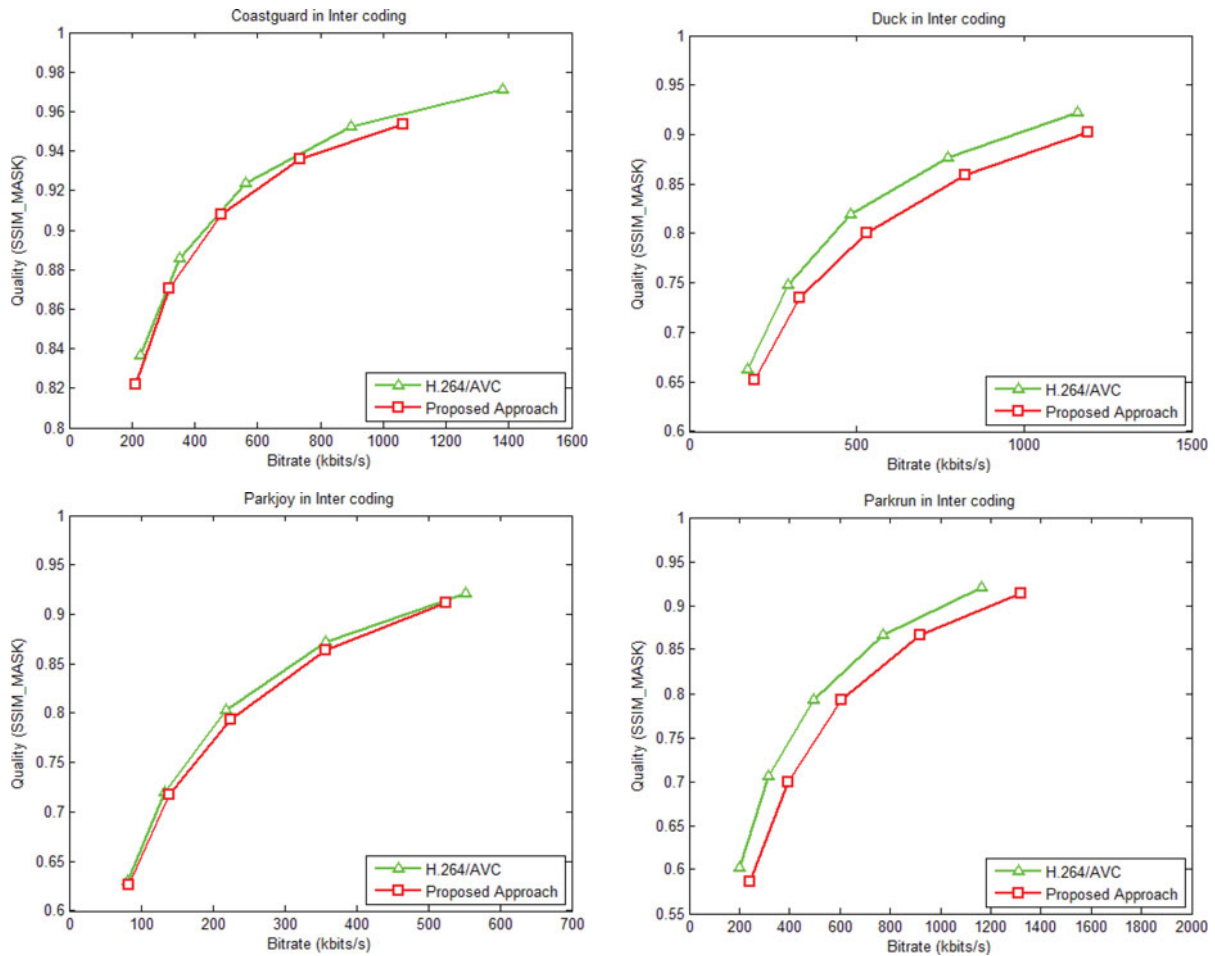 Coastguard in Inter coding
1
0.98
0.96
0.94
0.92
0.9
0.88
0.86
0.84
0.82
0.8
Quality (SSIM_MASK)
H.264/AVC
Proposed Approach
0 200 400 600 800 1000 1200 1400 1600
Bitrate (kbits/s)
Duck in Inter coding
1
0.95
0.9
0.85
0.8
0.75
0.7
0.65
0.6
Quality (SSIM_MASK)
H.264/AVC
Proposed Approach
0 500 1000 1500
Bitrate (kbits/s)
Parkjoy in Inter coding
1
0.95
0.9
0.85
0.8
0.75
0.7
0.65
0.6
Quality (SSIM_MASK)
H.264/AVC
Proposed Approach
0 100 200 300 400 500 600 700
Bitrate (kbits/s)
Parkrun in Inter coding
1
0.95
0.9
0.85
0.8
0.75
0.7
0.65
0.6
0.55
Quality (SSIM_MASK)
H.264/AVC
Proposed Approach
0 200 400 600 800 1000 1200 1400 1600 1800 2000
Bitrate (kbits/s)